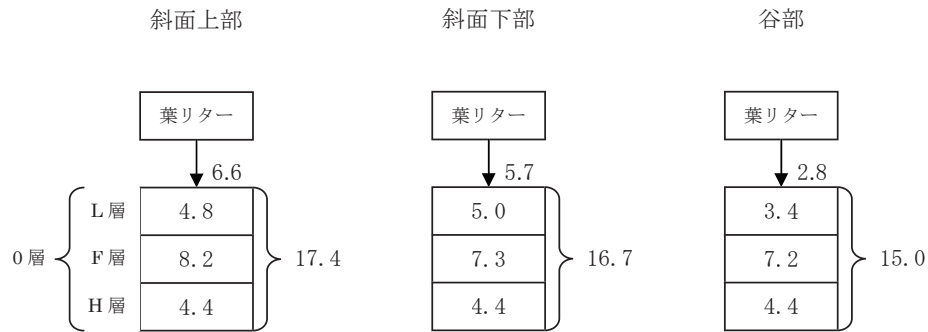 斜面上部 斜面下部 谷部
葉リター 葉リター 葉リター
6.6 5.7 2.8
L層 4.8 5.0 3.4
0層 F層 8.2 17.4 7.3 16.7 7.2 15.0
H層 4.4 4.4 4.4